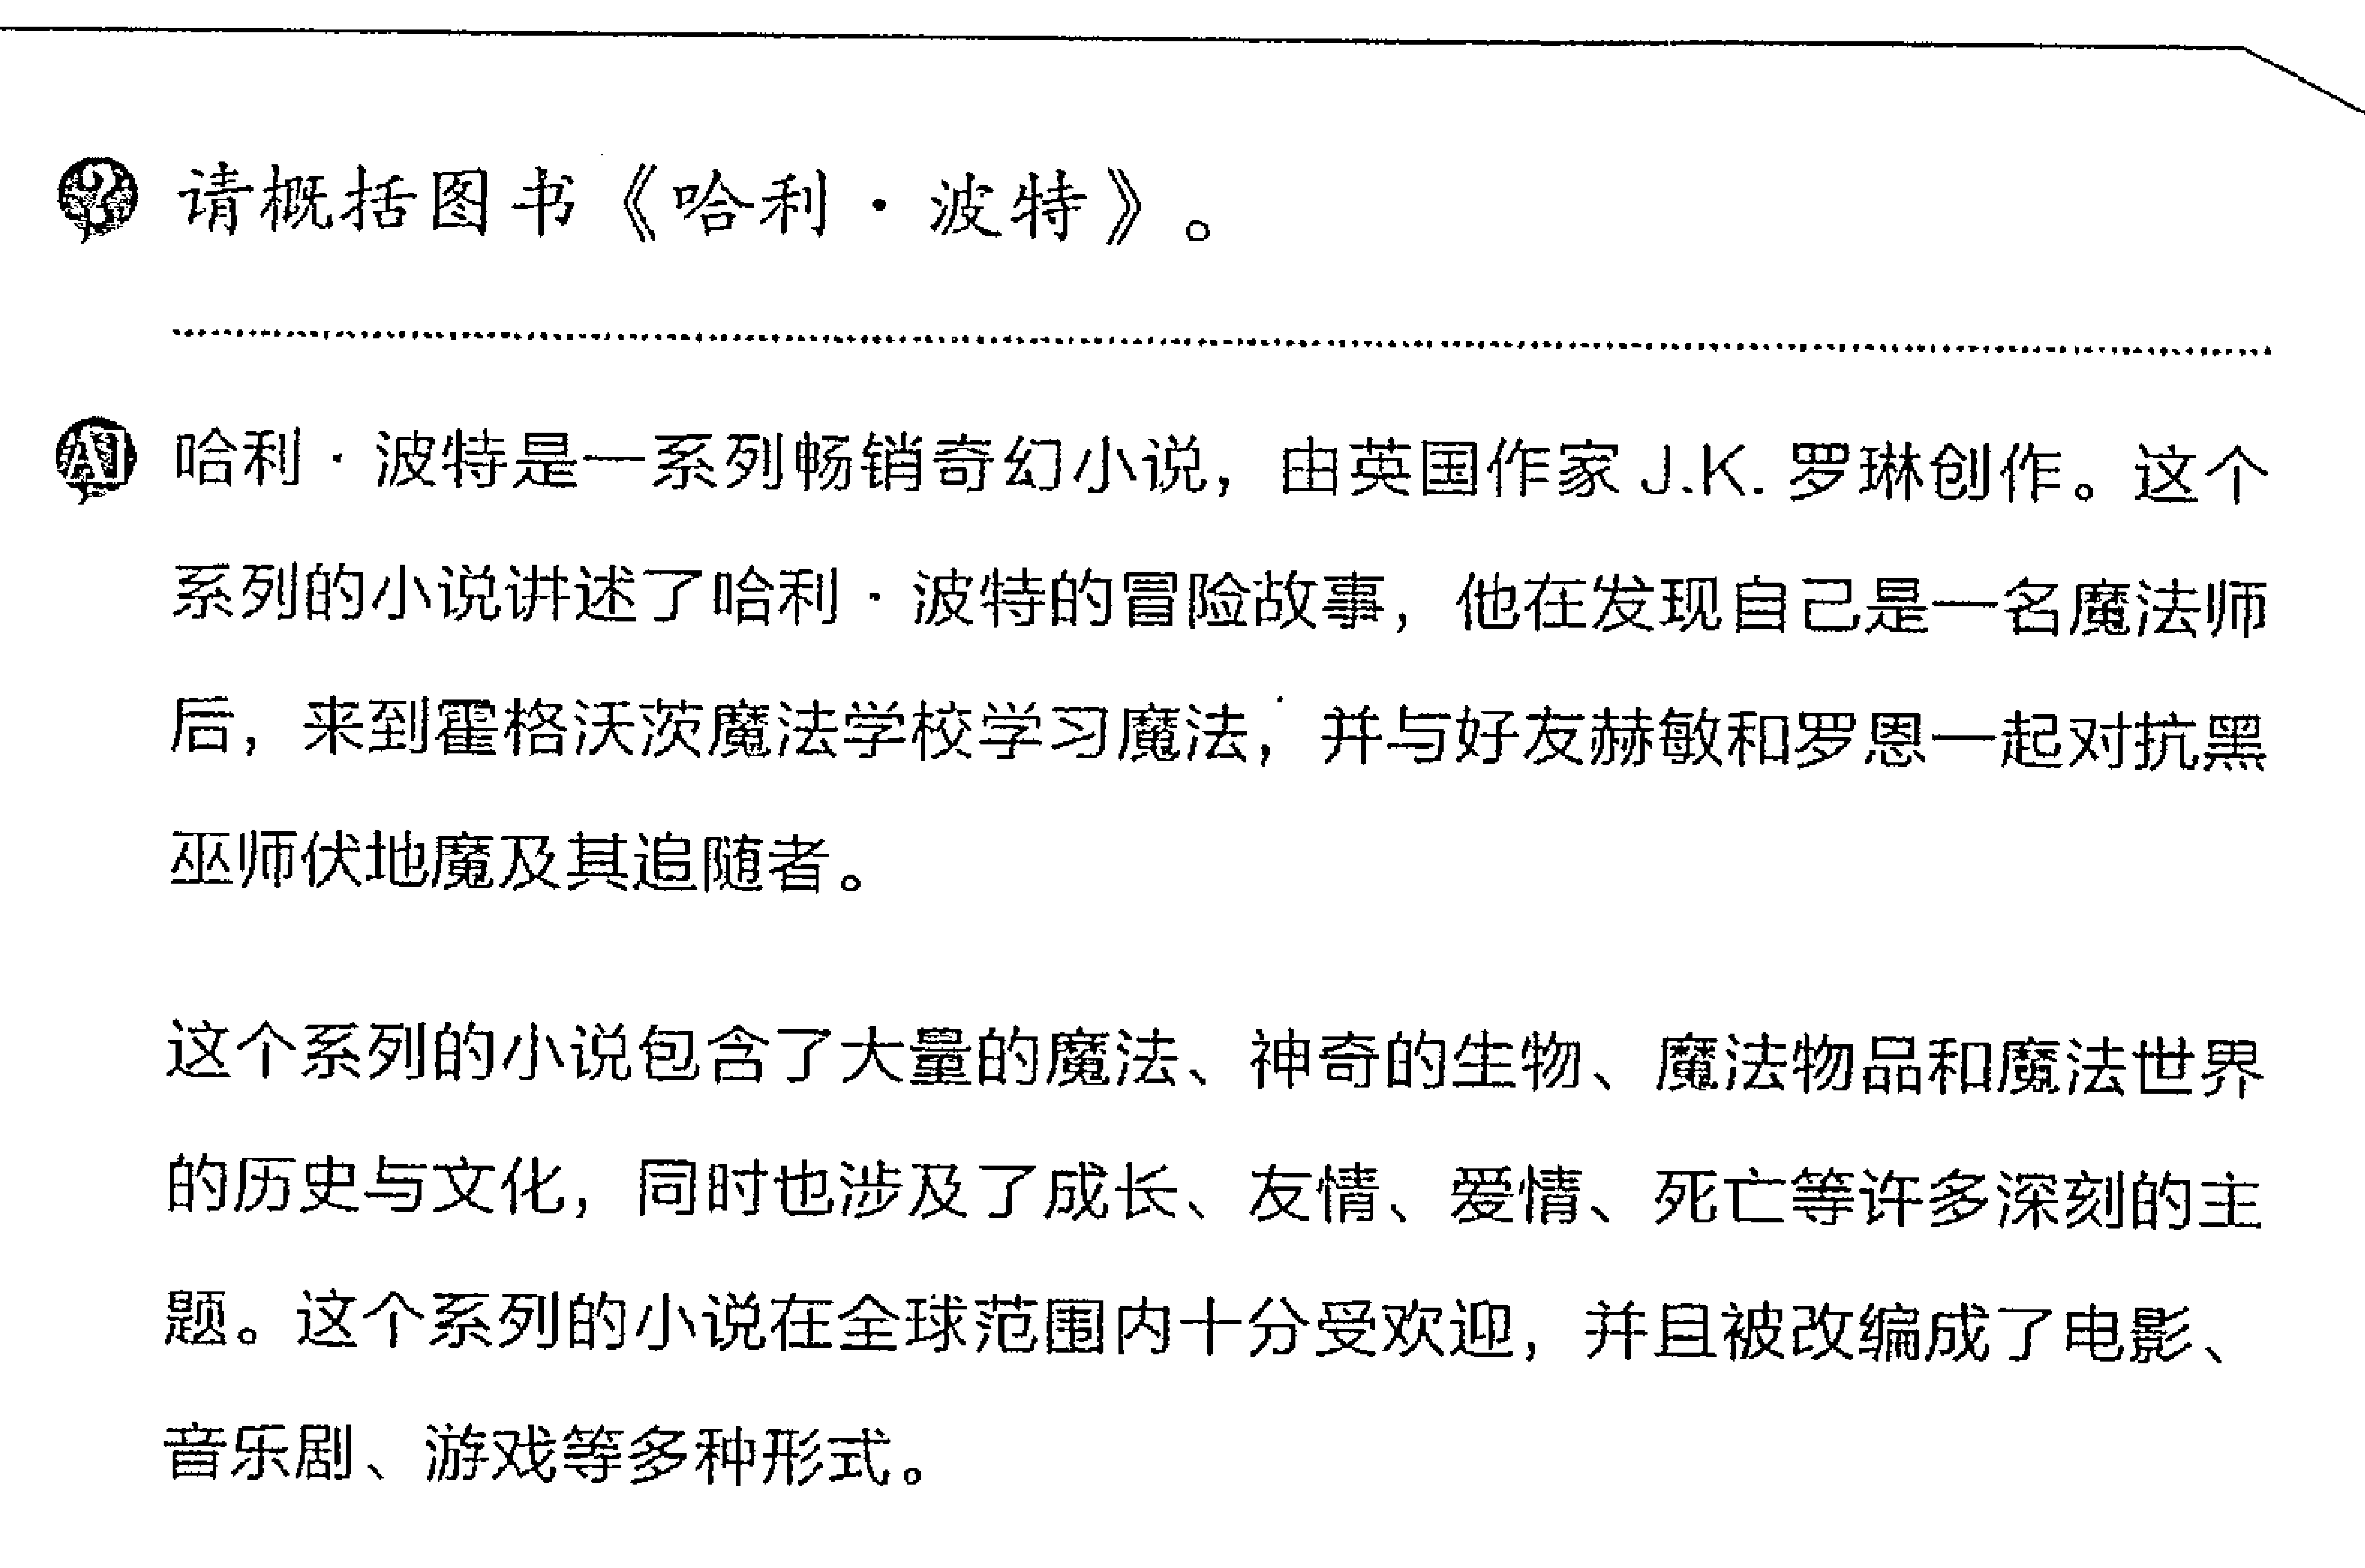 请概括图书《哈利·波特》。
AI 哈利·波特是一系列畅销奇幻小说，由英国作家 J.K. 罗琳创作。这个
系列的小说讲述了哈利·波特的冒险故事，他在发现自己是一名魔法师
后，来到霍格沃茨魔法学校学习魔法，并与好友赫敏和罗恩一起对抗黑
巫师伏地魔及其追随者。
这个系列的小说包含了大量的魔法、神奇的生物、魔法物品和魔法世界
的历史与文化，同时也涉及了成长、友情、爱情、死亡等许多深刻的主
题。这个系列的小说在全球范围内十分受欢迎，并且被改编成了电影、
音乐剧、游戏等多种形式。